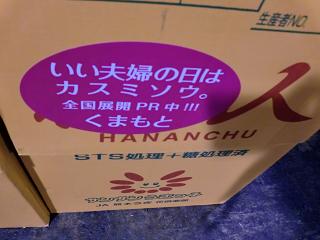 生産者NO.
いい夫婦の日は
カスミソウ。
全国展開PR中!!!
くまもと
人
HANANCHU
STS処理+糖処理済